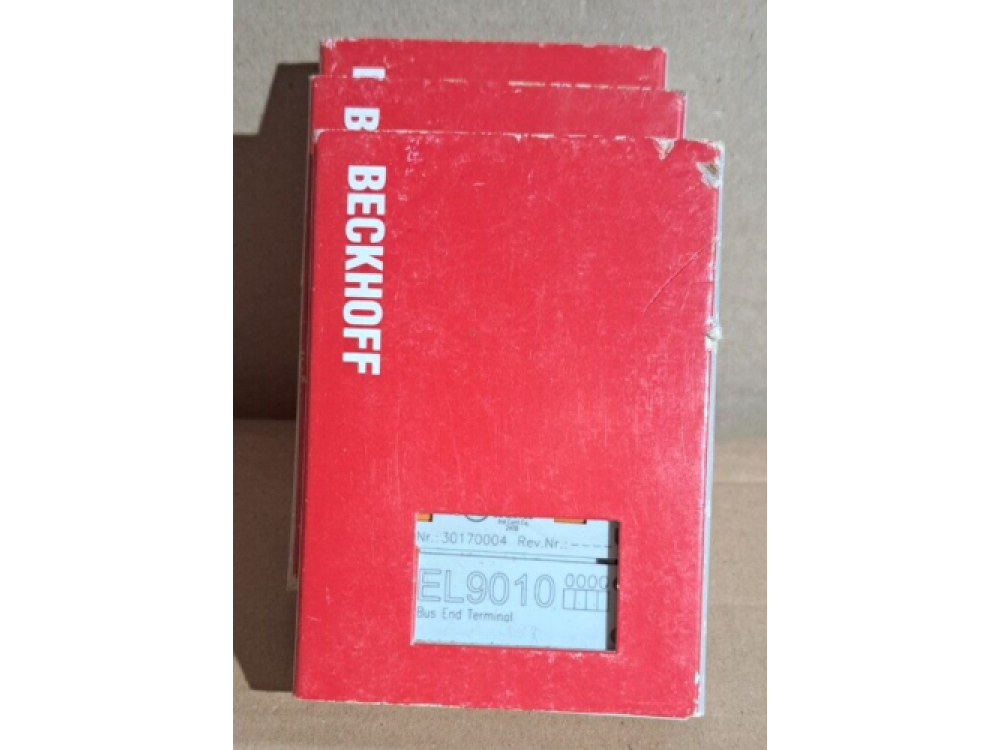 B
BECKHOFF
Nr.: 30170004 Rev.Nr.: ----
EL9010 0000
Bus End Terminal